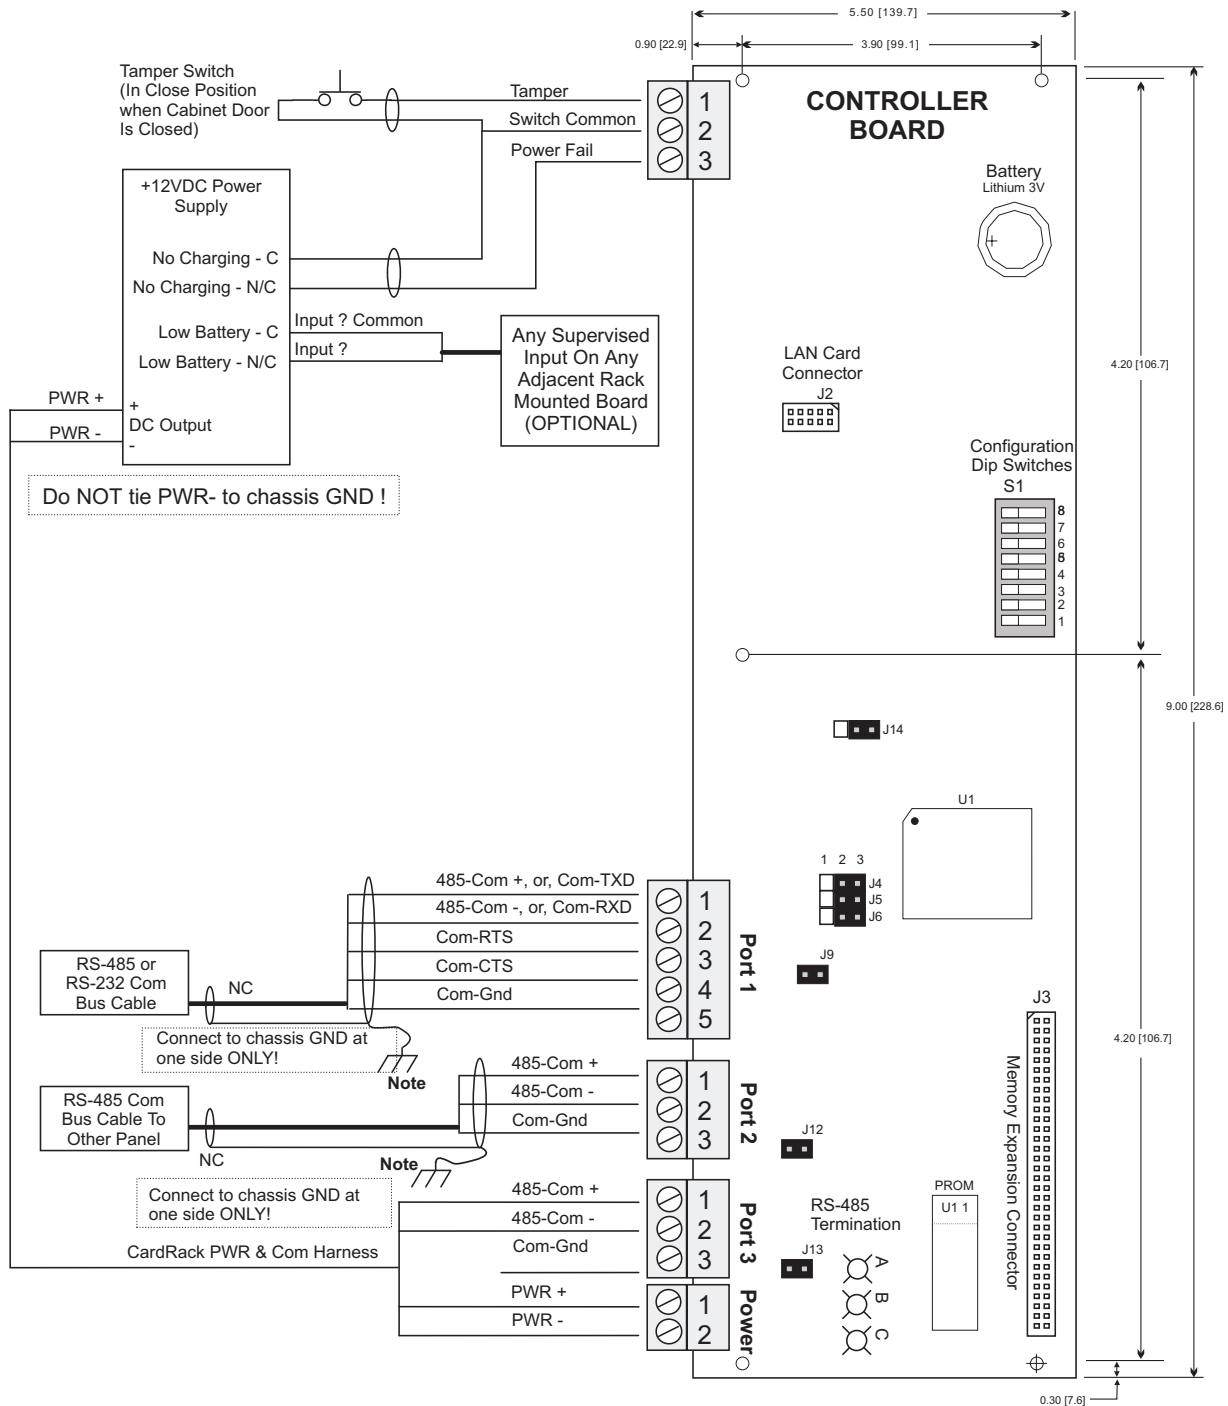 5.50 [139.7]
0.90 [22.9]
3.90 [99.1]
Tamper Switch
(In Close Position
when Cabinet Door
Is Closed)
Tamper
Switch Common
Power Fail
1
2
3
CONTROLLER
BOARD
Battery
Lithium 3V
+
+12VDC Power
Supply
No Charging - C
No Charging - N/C
Low Battery - C
Low Battery - N/C
+
DC Output
-
Input ? Common
Input ?
Any Supervised
Input On Any
Adjacent Rack
Mounted Board
(OPTIONAL)
PWR +
PWR -
Do NOT tie PWR- to chassis GND !
LAN Card
Connector
J2
4.20 [106.7]
Configuration
Dip Switches
S1
8
7
6
8
4
3
2
1
9.00 [228.6]
J14
U1
1 2 3
J4
J5
J6
J9
485-Com +, or, Com-TXD
485-Com -, or, Com-RXD
Com-RTS
Com-CTS
Com-Gnd
1
2
3
4
5
Port 1
RS-485 or
RS-232 Com
Bus Cable
NC
Connect to chassis GND at
one side ONLY!
Note
J3
Memory Expansion Connector
4.20 [106.7]
485-Com +
485-Com -
Com-Gnd
1
2
3
Port 2
RS-485 Com
Bus Cable To
Other Panel
NC
Note
Connect to chassis GND at
one side ONLY!
J12
485-Com +
485-Com -
Com-Gnd
1
2
3
Port 3
CardRack PWR & Com Harness
PWR +
PWR -
1
2
Power
RS-485
Termination
J13
A
B
C
PROM
U1 1
0.30 [7.6]